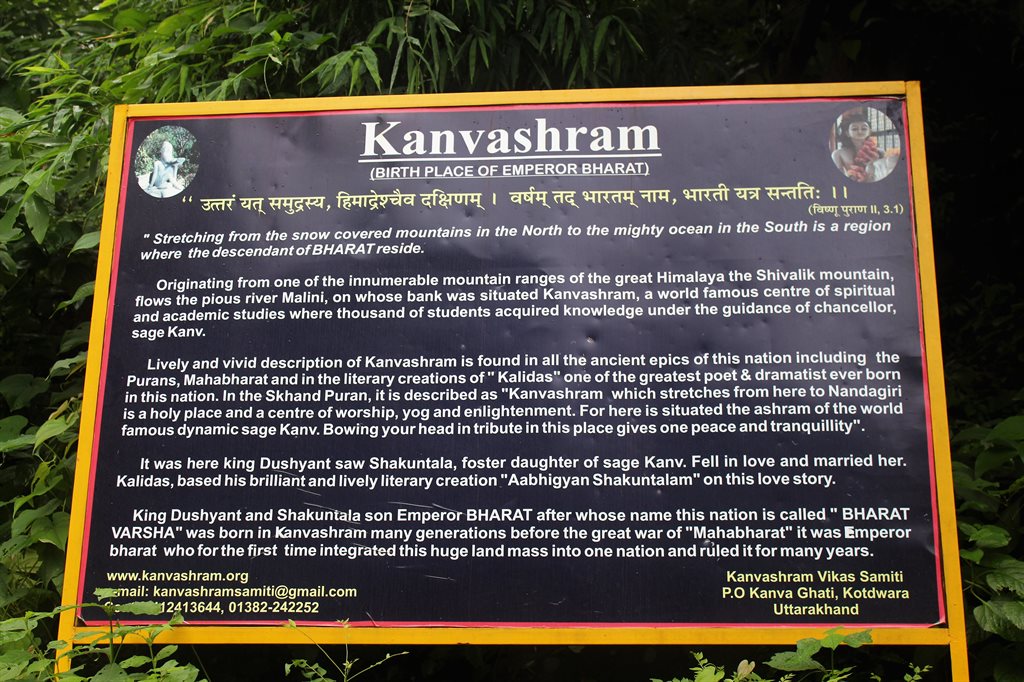 Kanvashram
(BIRTH PLACE OF EMPEROR BHARAT)
‘‘ उत्तरं यत् समुद्रस्य, हिमाद्रेश्चैव दक्षिणम् । वर्षम् तद् भारतम् नाम, भारती यत्र सन्ततिः ।।
(विष्णू पुराण II, 3.1)
" Stretching from the snow covered mountains in the North to the mighty ocean in the South is a region
where the descendant of BHARAT reside.
Originating from one of the innumerable mountain ranges of the great Himalaya the Shivalik mountain,
flows the pious river Malini, on whose bank was situated Kanvashram, a world famous centre of spiritual
and academic studies where thousand of students acquired knowledge under the guidance of chancellor,
sage Kanv.
Lively and vivid description of Kanvashram is found in all the ancient epics of this nation including the
Purans, Mahabharat and in the literary creations of " Kalidas" one of the greatest poet & dramatist ever born
in this nation. In the Skhand Puran, it is described as "Kanvashram which stretches from here to Nandagiri
is a holy place and a centre of worship, yog and enlightenment. For here is situated the ashram of the world
famous dynamic sage Kanv. Bowing your head in tribute in this place gives one peace and tranquillity".
It was here king Dushyant saw Shakuntala, foster daughter of sage Kanv. Fell in love and married her.
Kalidas, based his brilliant and lively literary creation "Aabhigyan Shakuntalam" on this love story.
King Dushyant and Shakuntala son Emperor BHARAT after whose name this nation is called " BHARAT
VARSHA" was born in Kanvashram many generations before the great war of "Mahabharat" it was Emperor
bharat who for the first time integrated this huge land mass into one nation and ruled it for many years.
www.kanvashram.org
email: kanvashramsamiti@gmail.com
01382-242252
Kanvashram Vikas Samiti
P.O Kanva Ghati, Kotdwara
Uttarakhand